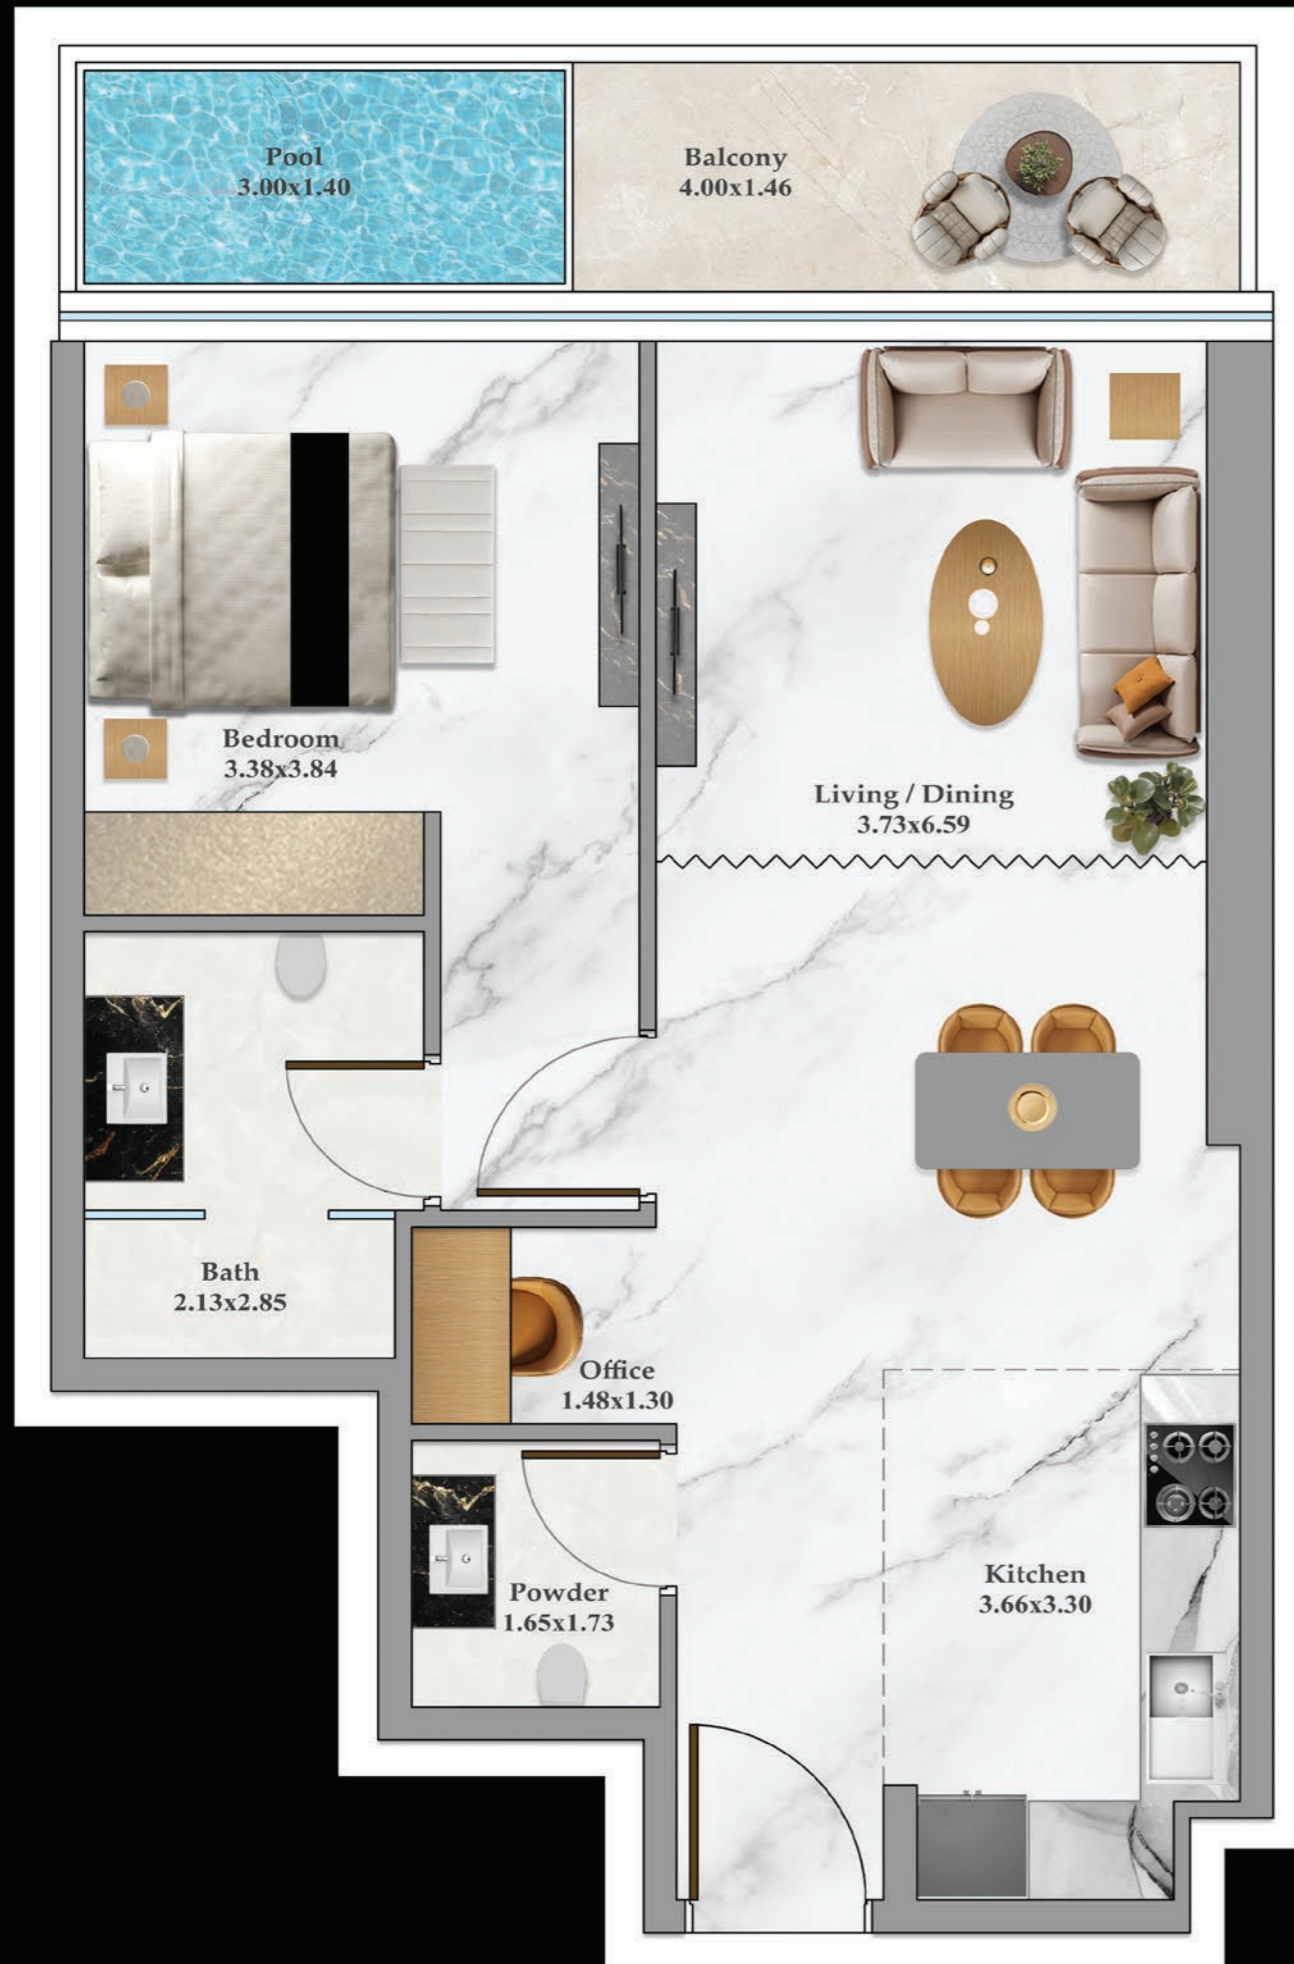 Pool
3.00x1.40
Balcony
4.00x1.46
Bedroom
3.38x3.84
Living / Dining
3.73x6.59
Bath
2.13x2.85
Office
1.48x1.30
Powder
1.65x1.73
Kitchen
3.66x3.30